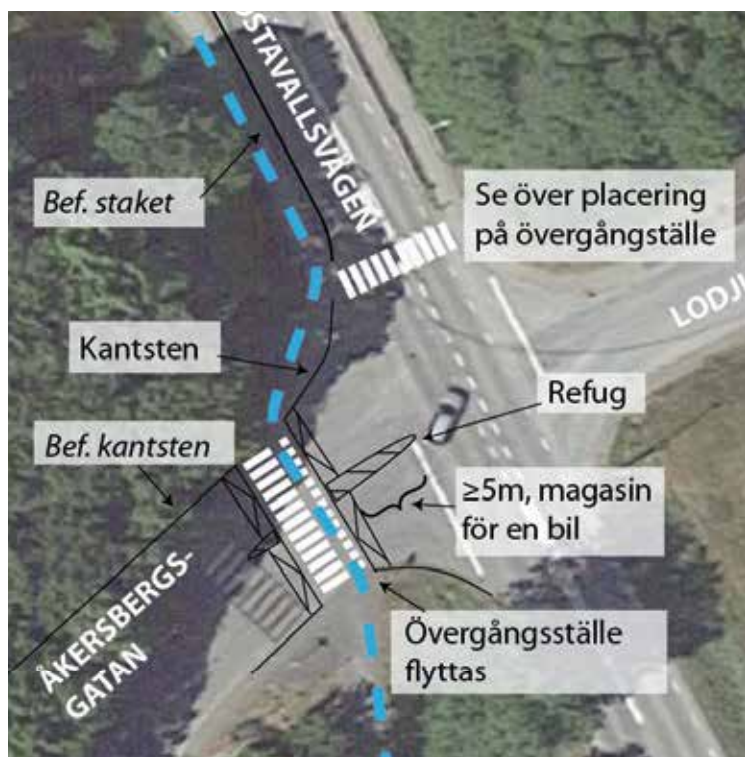 OSTAVALLSVÄGEN
Bef. staket
Se över placering
på övergångställe
Kantsten
Refug
Bef. kantsten
≥5m, magasin
för en bil
ÅKERSBERGS-
GATAN
Övergångsställe
flyttas